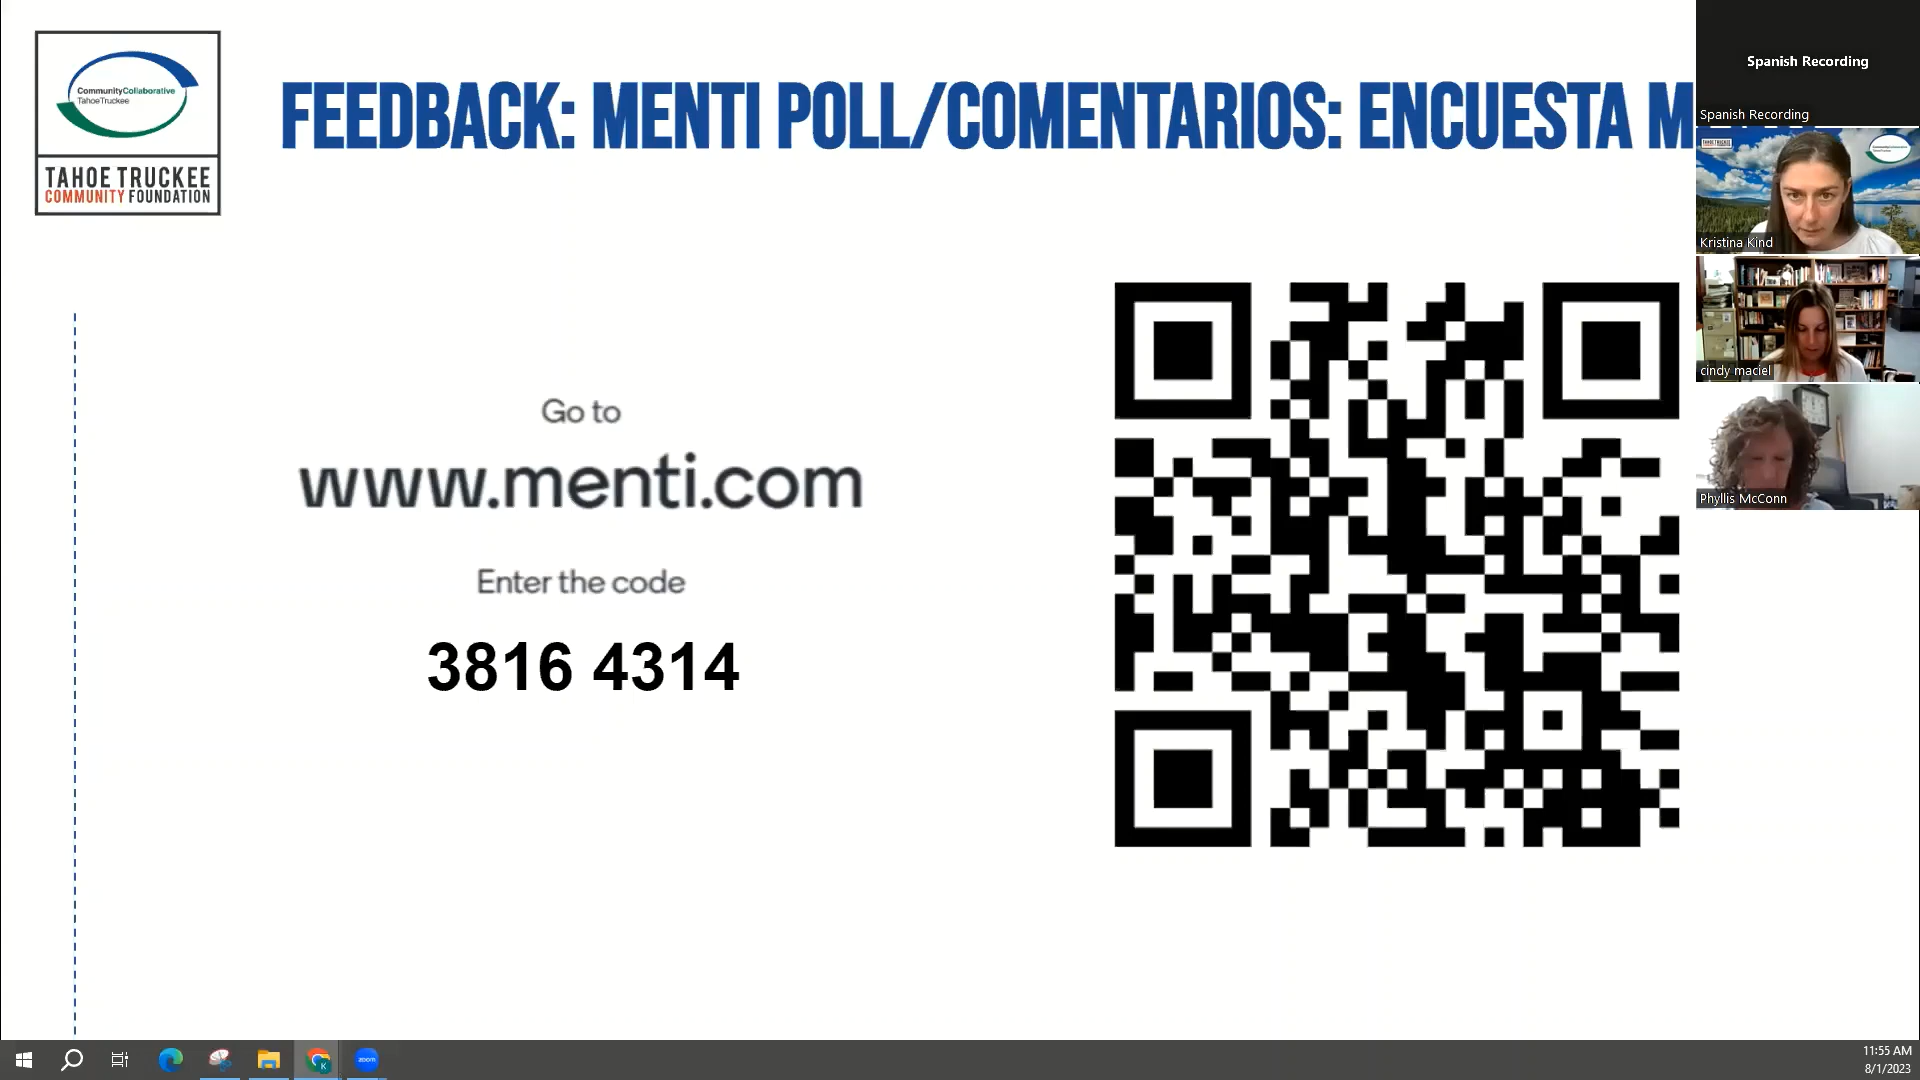 CommunityCollaborative
TahoeTruckee
TAHOE TRUCKEE
COMMUNITY FOUNDATION
FEEDBACK: MENTI POLL/COMENTARIOS: ENCUESTA M
Go to
www.menti.com
Enter the code
3816 4314
Spanish Recording
Spanish Recording
Kristina Kind
cindy maciel
Phyllis McConn
zoom
K
11:55 AM
8/1/2023